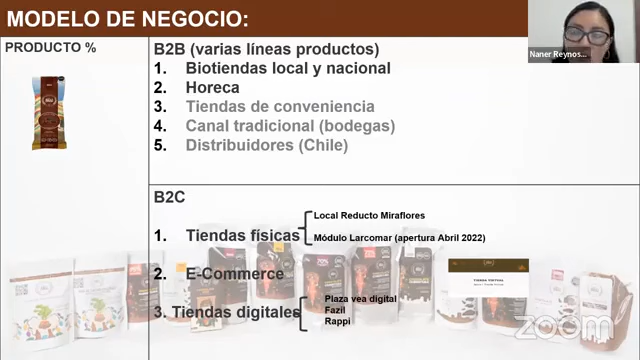 MODELO DE NEGOCIO:
PRODUCTO %
B2B (varias líneas productos)
1. Biotiendas local y nacional
2. Horeca
3. Tiendas de conveniencia
4. Canal tradicional (bodegas)
5. Distribuidores (Chile)
B2C
1. Tiendas físicas
Local Reducto Miraflores
Módulo Larcomar (apertura Abril 2022)
2. E-Commerce
3. Tiendas digitales
Plaza vea digital
Fazil
Rappi
TIENDA VIRTUAL
Naner Reynos...
zoom